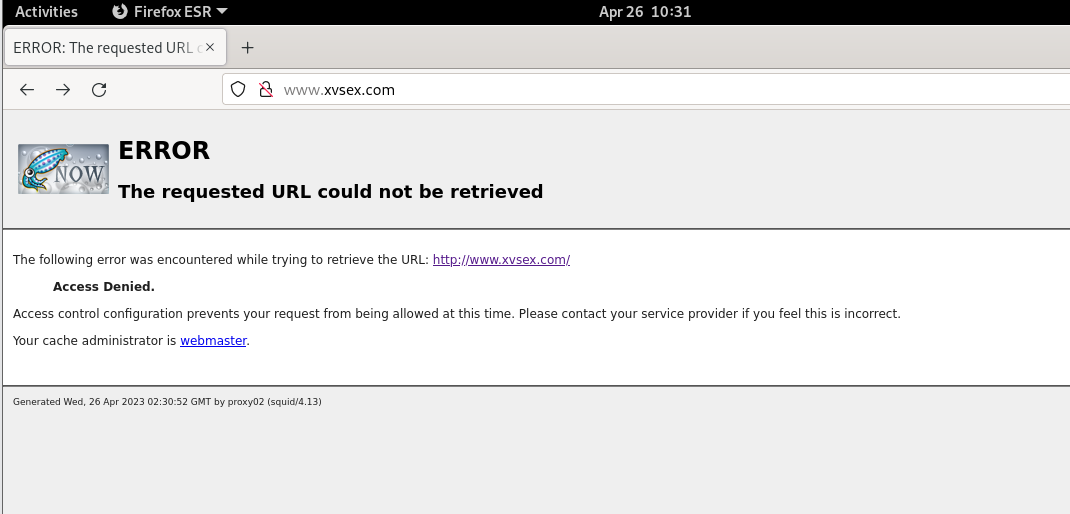 Activities Firefox ESR Apr 26 10:31
ERROR: The requested URL c
www.xvsex.com
NOW
ERROR
The requested URL could not be retrieved
The following error was encountered while trying to retrieve the URL: http://www.xvsex.com/
Access Denied.
Access control configuration prevents your request from being allowed at this time. Please contact your service provider if you feel this is incorrect.
Your cache administrator is webmaster.
Generated Wed, 26 Apr 2023 02:30:52 GMT by proxy02 (squid/4.13)